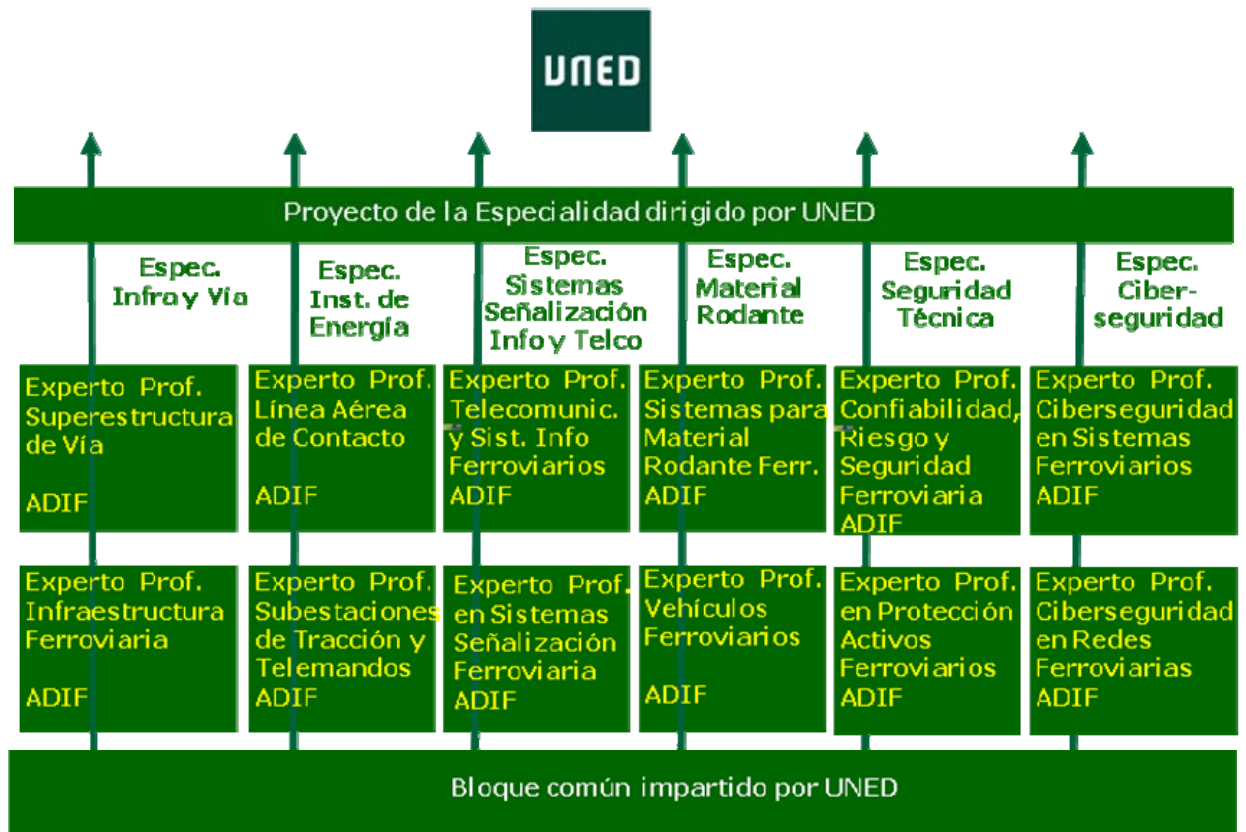 UNED
Proyecto de la Especialidad dirigido por UNED
Espec.
Infra y Vía
Espec.
Inst. de
Energía
Espec.
Sistemas
Señalización
Info y Telco
Espec.
Material
Rodante
Espec.
Seguridad
Técnica
Espec.
Ciber-
seguridad
Experto Prof.
Superestructura
de Vía
ADIF
Experto Prof.
Línea Aérea
de Contacto
ADIF
Experto Prof.
Telecomunic.
y Sist. Info
Ferroviarios
ADIF
Experto Prof.
Sistemas para
Material
Rodante Ferr.
ADIF
Experto Prof.
Confiabilidad,
Riesgo y
Seguridad
Ferroviaria
ADIF
Experto Prof.
Ciberseguridad
en Sistemas
Ferroviarios
ADIF
Experto Prof.
Infraestructura
Ferroviaria
ADIF
Experto Prof.
Subestaciones
de Tracción y
Telemandos
ADIF
Experto Prof.
en Sistemas
Señalización
Ferroviaria
ADIF
Experto Prof.
Vehículos
Ferroviarios
ADIF
Experto Prof.
en Protección
Activos
Ferroviarios
ADIF
Experto Prof.
Ciberseguridad
en Redes
Ferroviarias
ADIF
Bloque común impartido por UNED